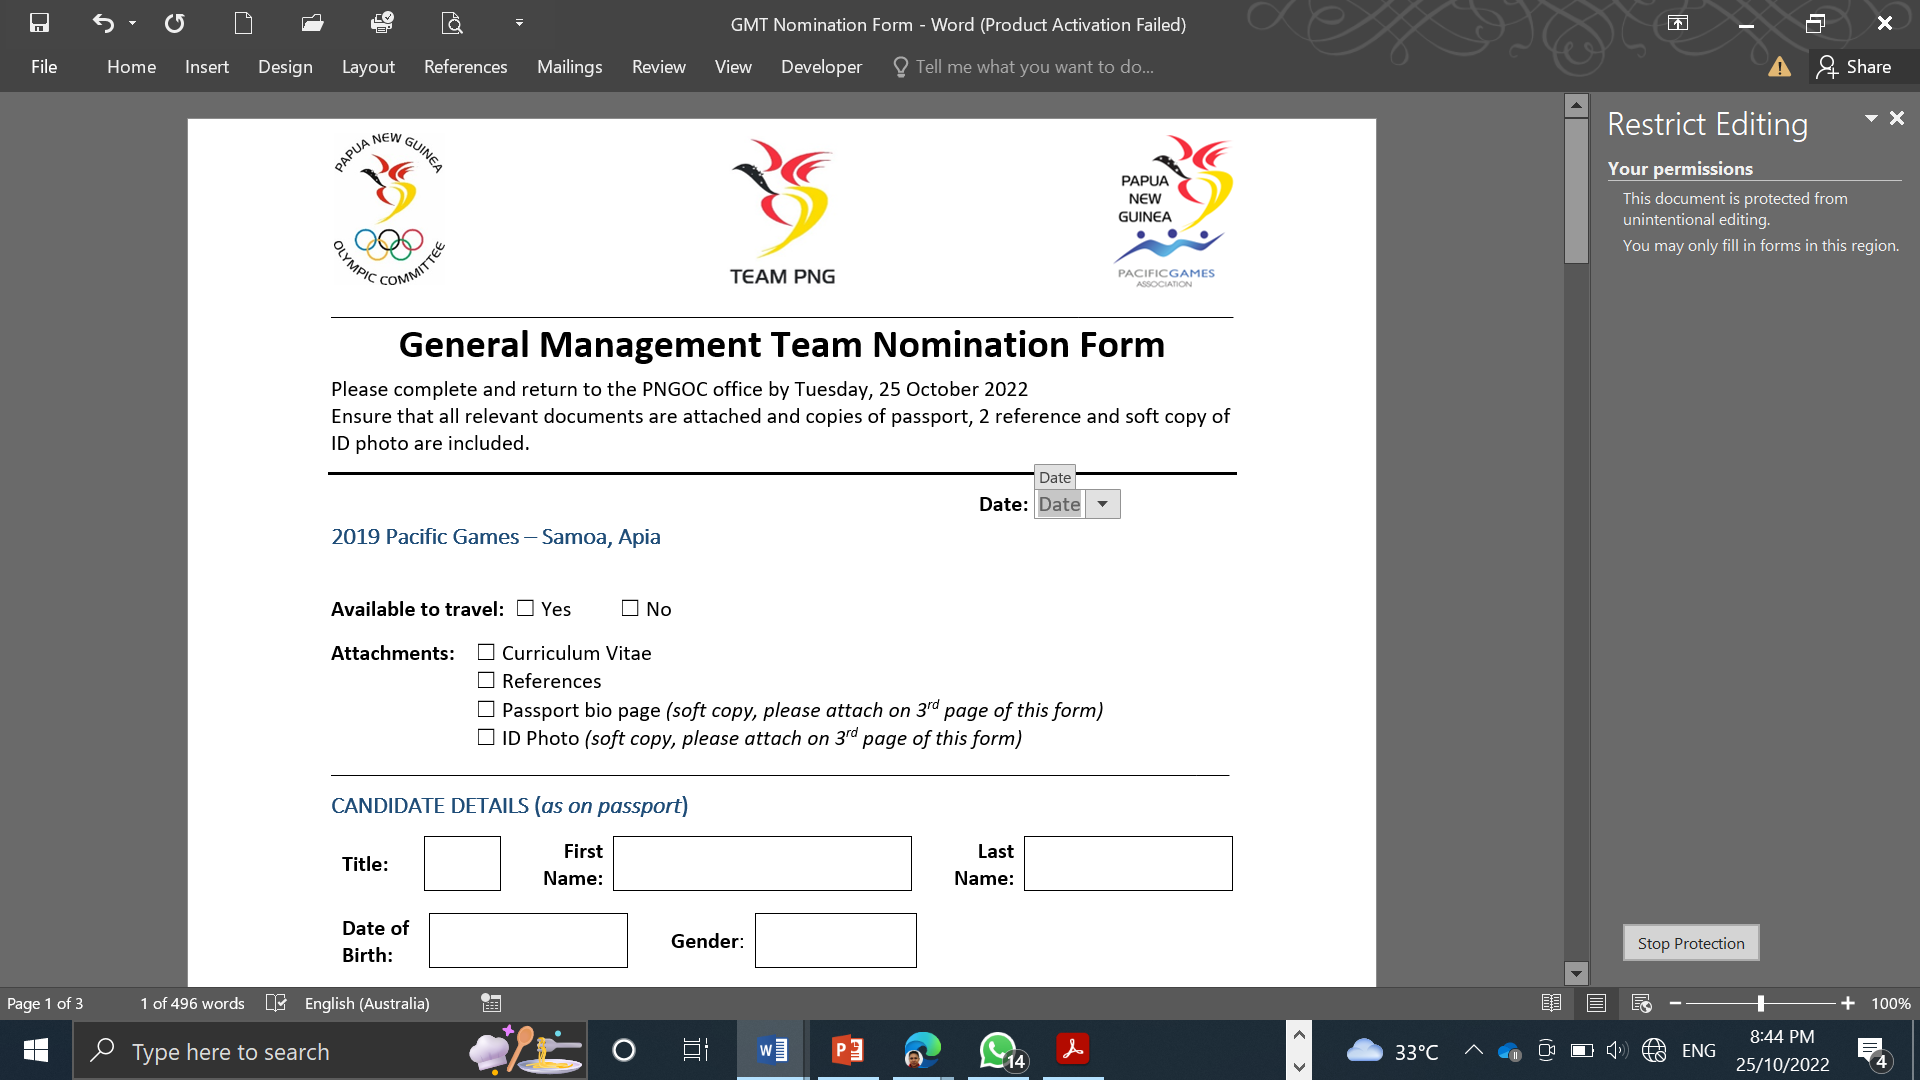 GMT Nomination Form - Word (Product Activation Failed)
File Home Insert Design Layout References Mailings Review View Developer Tell me what you want to do... Share
PAPUA NEW GUINEA
OLYMPIC COMMITTEE
TEAM PNG
PAPUA
NEW
GUINEA
PACIFICGAMES
ASSOCIATION
General Management Team Nomination Form
Please complete and return to the PNGOC office by Tuesday, 25 October 2022
Ensure that all relevant documents are attached and copies of passport, 2 reference and soft copy of
ID photo are included.
Date
Date: Date
2019 Pacific Games – Samoa, Apia
Available to travel: ☐ Yes ☐ No
Attachments: ☐ Curriculum Vitae
☐ References
☐ Passport bio page (soft copy, please attach on 3rd page of this form)
☐ ID Photo (soft copy, please attach on 3rd page of this form)
CANDIDATE DETAILS (as on passport)
Title:
First
Name:
Last
Name:
Date of
Birth:
Gender:
Restrict Editing
Your permissions
This document is protected from
unintentional editing.
You may only fill in forms in this region.
Stop Protection
Page 1 of 3 1 of 496 words English (Australia) 100%
Type here to search
14
33°C
ENG
8:44 PM
25/10/2022
4